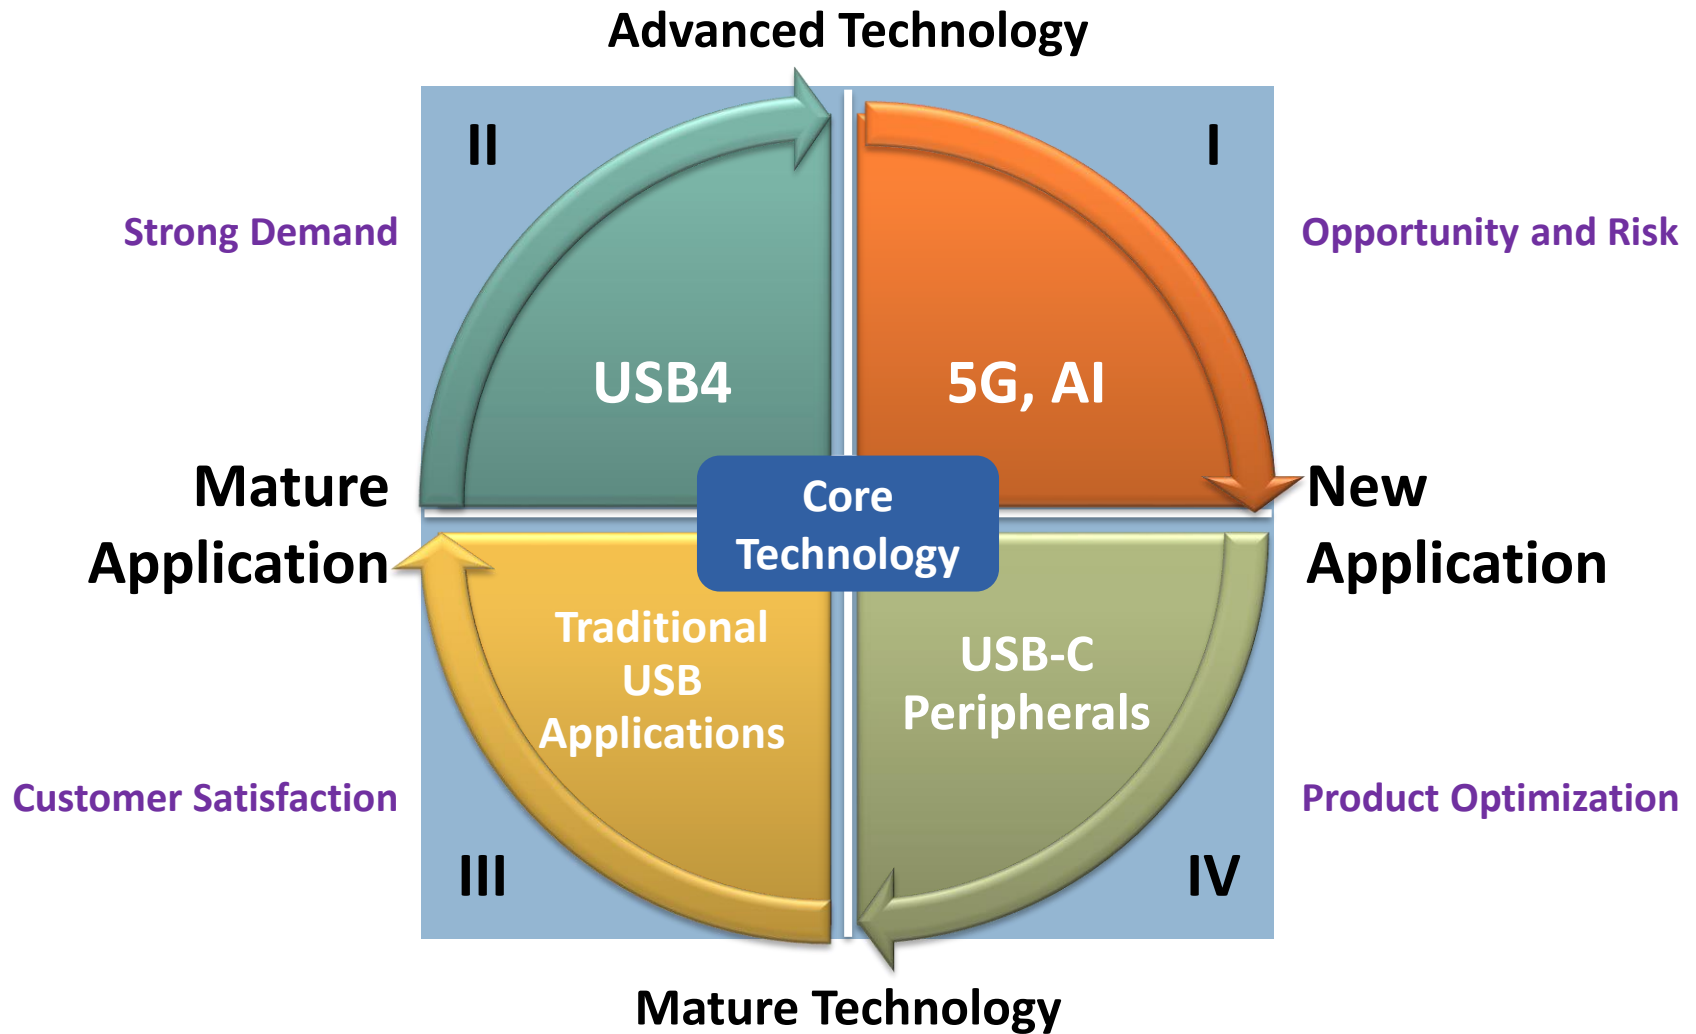 Advanced Technology
II
I
Strong Demand
Opportunity and Risk
USB4
5G, AI
Mature
Application
Core
Technology
New
Application
Traditional
USB
Applications
USB-C
Peripherals
Customer Satisfaction
Product Optimization
III
IV
Mature Technology